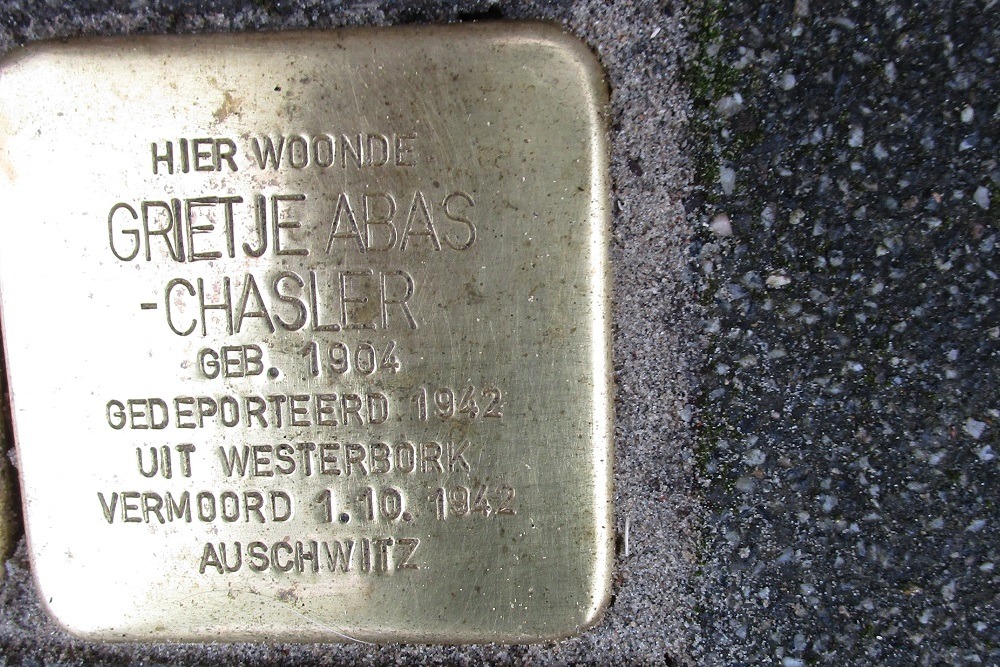 HIER WOONDE
GRIETJE ABAS
-CHASLER
GEB. 1904
GEDEPORTEERD 1942
UIT WESTERBORK
VERMOORD 1.10.1942
AUSCHWITZ